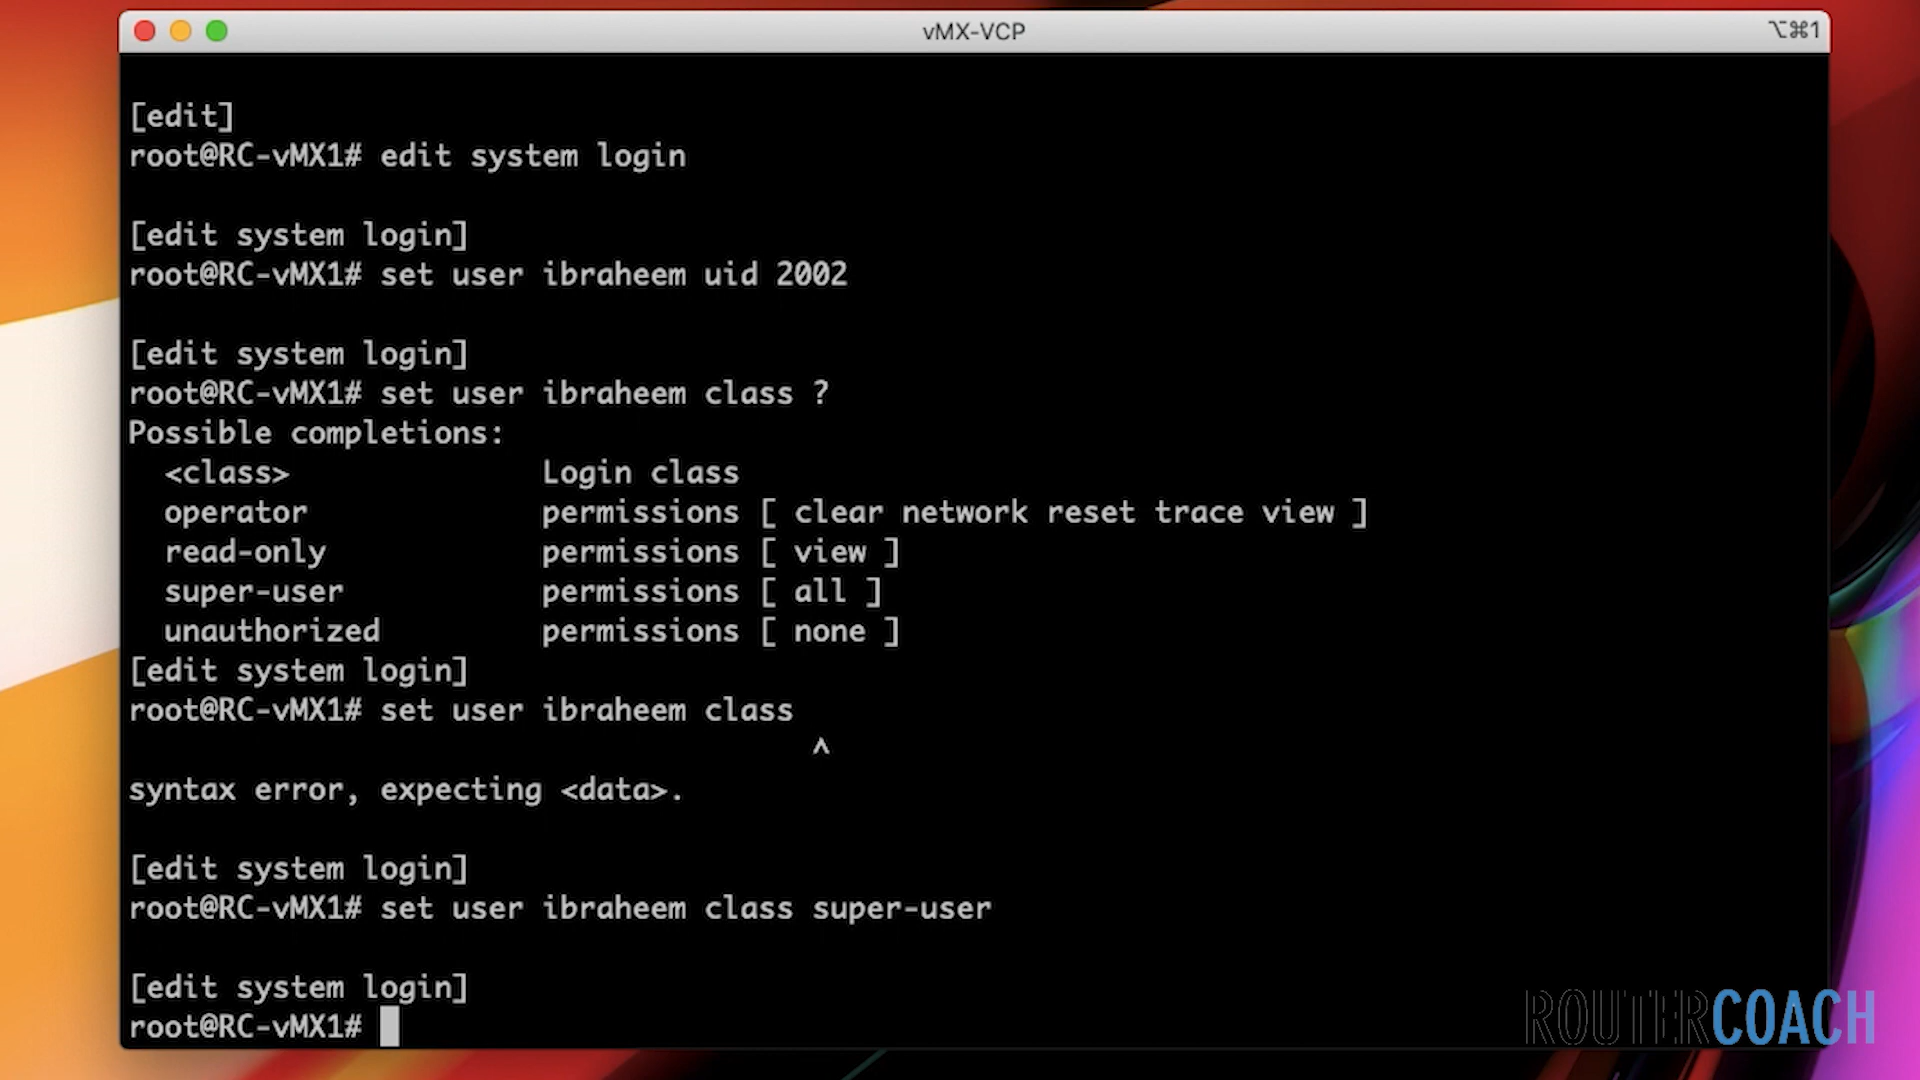 vMX-VCP
⌥⌘1
[edit]
root@RC-vMX1# edit system login
[edit system login]
root@RC-vMX1# set user ibraheem uid 2002
[edit system login]
root@RC-vMX1# set user ibraheem class ?
Possible completions:
<class> Login class
operator permissions [ clear network reset trace view ]
read-only permissions [ view ]
super-user permissions [ all ]
unauthorized permissions [ none ]
[edit system login]
root@RC-vMX1# set user ibraheem class
^
syntax error, expecting <data>.
[edit system login]
root@RC-vMX1# set user ibraheem class super-user
[edit system login]
root@RC-vMX1#
ROUTERCOACH